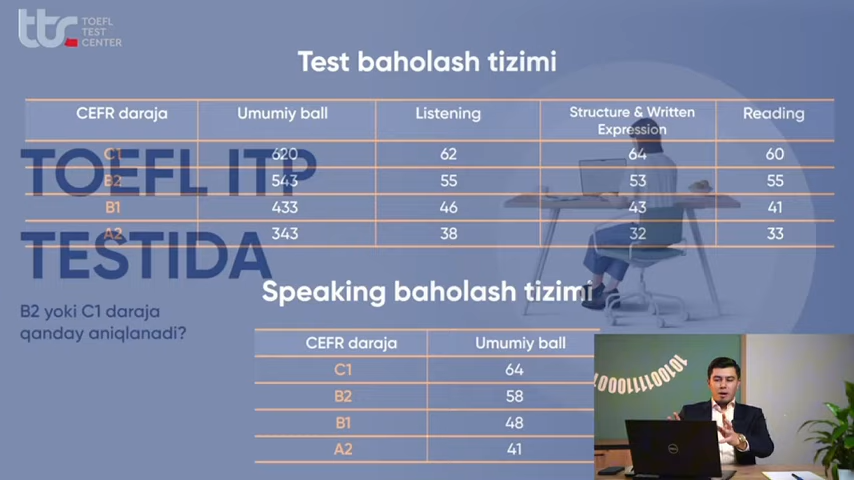 ttc TOEFL
TEST
CENTER
Test baholash tizimi
CEFR daraja Umumiy ball Listening Structure & Written Expression Reading
C1 620 62 64 60
B2 543 55 53 55
B1 433 46 43 41
A2 343 38 32 33
TOEFL ITP
TESTIDA
B2 yoki C1 daraja
qanday aniqlanadi?
Speaking baholash tizimi
CEFR daraja Umumiy ball
C1 64
B2 58
B1 48
A2 41
DELL